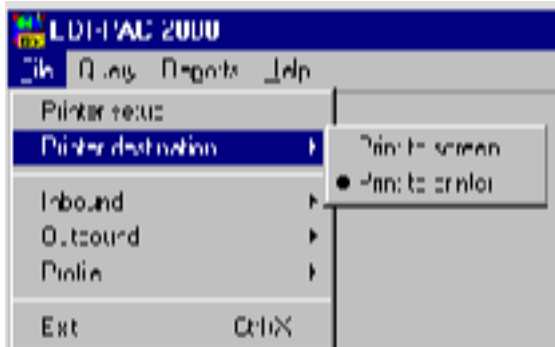 EDI-PAC 2000
File Query Reports Help
Printer setup
Printer destination
Print to screen
Print to printer
Inbound
Outbound
Profile
Exit Ctrl+X